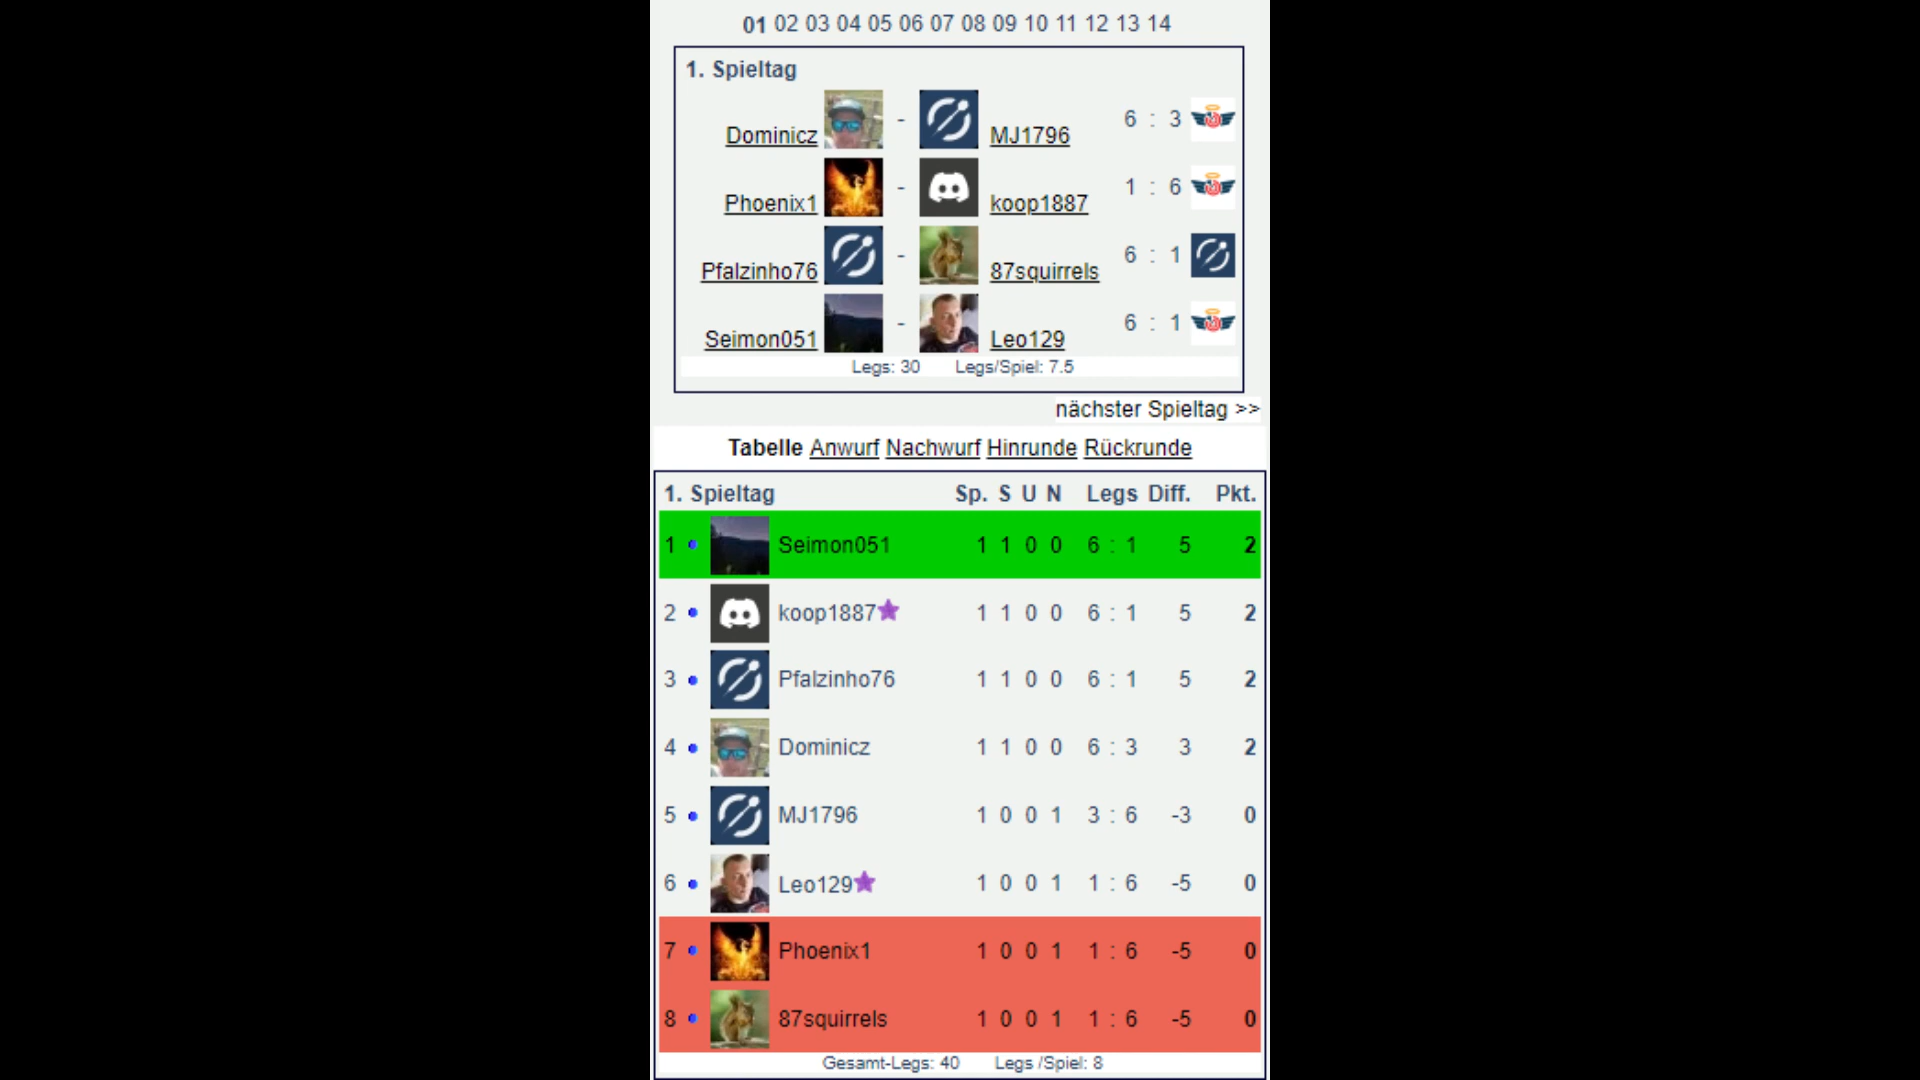 01 02 03 04 05 06 07 08 09 10 11 12 13 14
1. Spieltag
Dominicz - MJ1796 6 : 3
Phoenix1 - koop1887 1 : 6
Pfalzinho76 - 87squirrels 6 : 1
Seimon051 - Leo129 6 : 1
Legs: 30 Legs/Spiel: 7.5
nächster Spieltag >>
Tabelle Anwurf Nachwurf Hinrunde Rückrunde
1. Spieltag Sp. S U N Legs Diff. Pkt.
1 Seimon051 1 1 0 0 6 : 1 5 2
2 koop1887 1 1 0 0 6 : 1 5 2
3 Pfalzinho76 1 1 0 0 6 : 1 5 2
4 Dominicz 1 1 0 0 6 : 3 3 2
5 MJ1796 1 0 0 1 3 : 6 -3 0
6 Leo129 1 0 0 1 1 : 6 -5 0
7 Phoenix1 1 0 0 1 1 : 6 -5 0
8 87squirrels 1 0 0 1 1 : 6 -5 0
Gesamt-Legs: 40 Legs /Spiel: 8